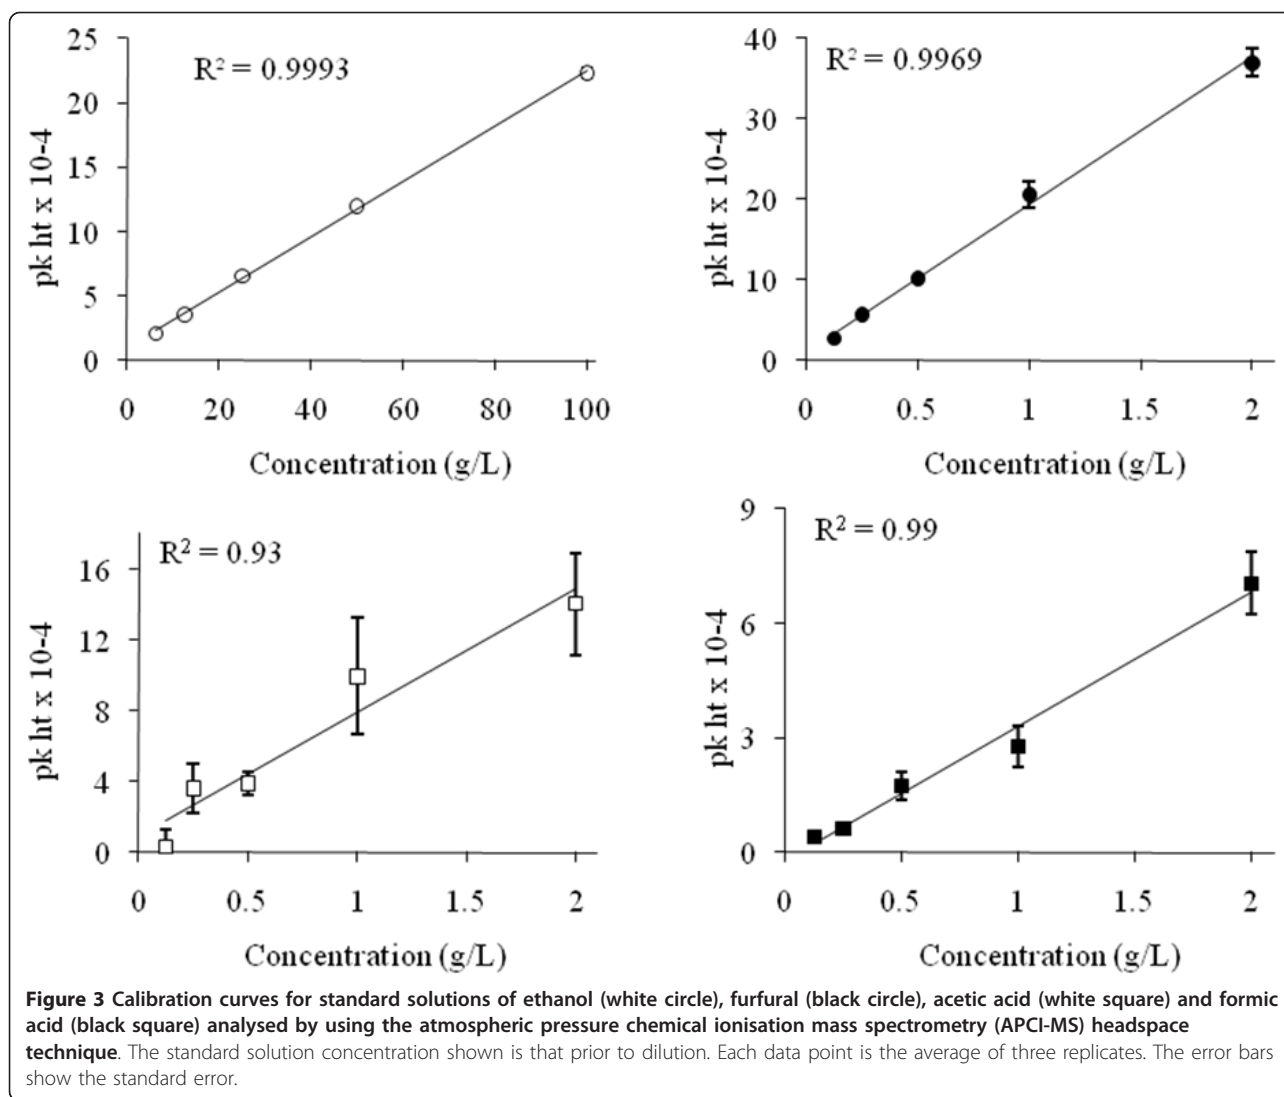 25
20
15
10
5
0
pk ht x 10-4
R² = 0.9993
0 20 40 60 80 100
Concentration (g/L)
40
30
20
10
0
pk ht x 10-4
R² = 0.9969
0 0.5 1 1.5 2
Concentration (g/L)
16
12
8
4
0
pk ht x 10-4
R² = 0.93
0 0.5 1 1.5 2
Concentration (g/L)
9
6
3
0
pk ht x 10-4
R² = 0.99
0 0.5 1 1.5 2
Concentration (g/L)
Figure 3 Calibration curves for standard solutions of ethanol (white circle), furfural (black circle), acetic acid (white square) and formic
acid (black square) analysed by using the atmospheric pressure chemical ionisation mass spectrometry (APCI-MS) headspace
technique. The standard solution concentration shown is that prior to dilution. Each data point is the average of three replicates. The error bars
show the standard error.